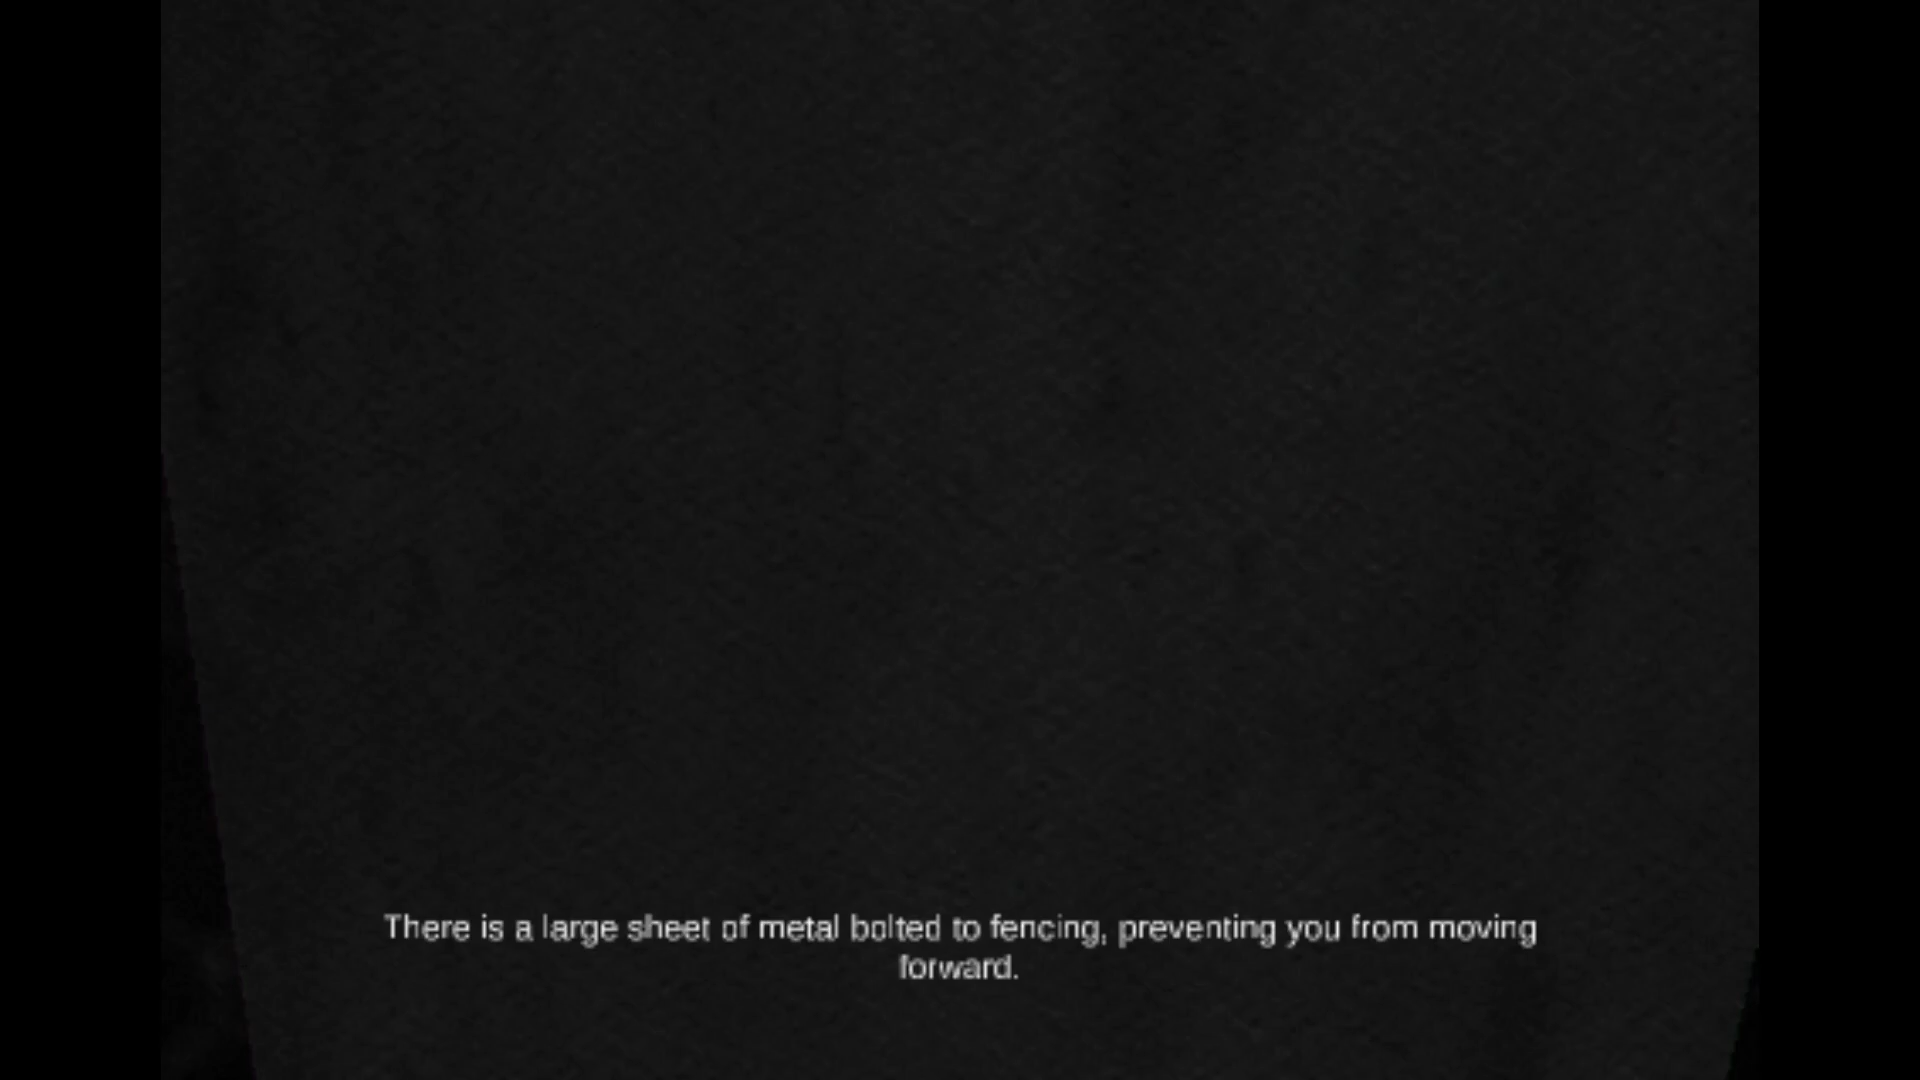 There is a large sheet of metal bolted to fencing, preventing you from moving
forward.